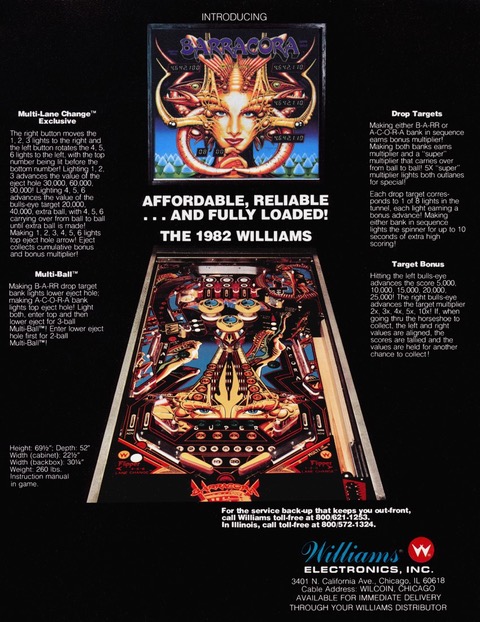 INTRODUCING
BARRACORA
Multi-Lane Change™
Exclusive
The right button moves the
1, 2, 3 lights to the right and
the left button rotates the 4, 5,
6 lights to the left, with the top
number being lit before the
bottom number! Lighting 1, 2,
3 advances the value of the
eject hole 30,000, 60,000,
90,000! Lighting 4, 5, 6
advances the value of the
bulls-eye target 20,000,
40,000, extra ball, with 4, 5, 6
carrying over from ball to ball
until extra ball is made!
Making 1, 2, 3, 4, 5, 6 lights
top eject hole arrow! Eject
collects cumulative bonus
and bonus multiplier!
Multi-Ball™
Making B-A-RR drop target
bank lights lower eject hole;
making A-CORA bank
lights top eject hole! Light
both, enter top and then
lower eject for 3-ball
Multi-Ball™! Enter lower eject
hole first for 2-ball
Multi-Ball™!
AFFORDABLE, RELIABLE
. . . AND FULLY LOADED!
THE 1982 WILLIAMS
Drop Targets
Making either B-A-RR or
A-C-O-R-A bank in sequence
earns bonus multiplier!
Making both banks earns
multiplier and a "super"
multiplier that carries over
from ball to ball! 5X "super"
multiplier lights both outlanes
for special!
Each drop target corres-
ponds to 1 of 8 lights in the
tunnel, each light earning a
bonus advance! Making
either bank in sequence
lights the spinner for up to 10
seconds of extra high
scoring!
Target Bonus
Hitting the left bulls-eye
advances the score 5,000,
10,000, 15,000, 20,000,
25,000! The right bulls-eye
advances the target multiplier
2x, 3x, 4x, 5x, 10x! If, when
going thru the horseshoe to
collect, the left and right
values are aligned, the
scores are tallied and the
values are held for another
chance to collect!
SUPER
Flipper
Flipper
Height: 69½"; Depth: 52"
Width (cabinet): 22½"
Width (backbox): 30¼"
Weight: 260 lbs.
Instruction manual
in game.
For the service back-up that keeps you out-front,
call Williams toll-free at 800/621-1253.
In Illinois, call toll-free at 800/572-1324.
Williams®
ELECTRONICS, INC.
3401 N. California Ave., Chicago, IL 60618
Cable Address: WILCOIN, CHICAGO
AVAILABLE FOR IMMEDIATE DELIVERY
THROUGH YOUR WILLIAMS DISTRIBUTOR